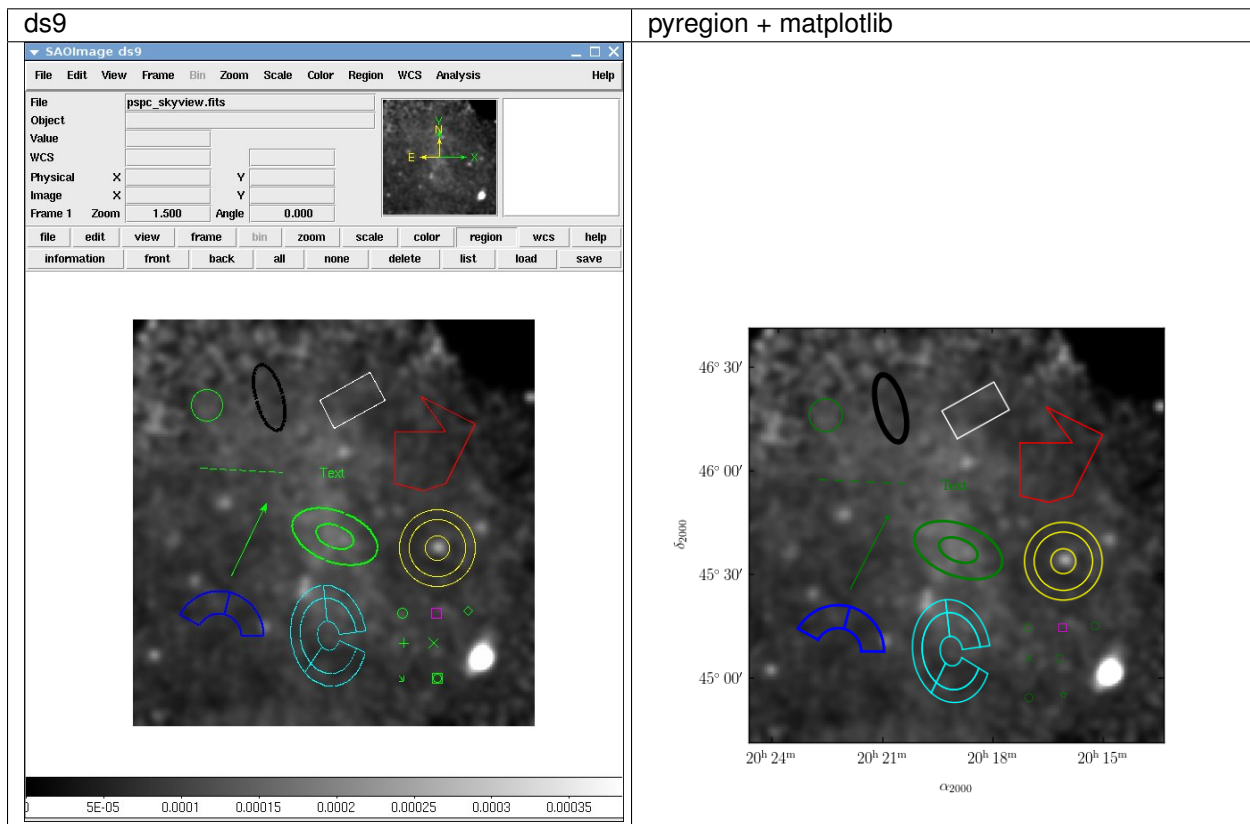 ds9
pyregion + matplotlib
SAOImage ds9
File Edit View Frame Bin Zoom Scale Color Region WCS Analysis Help
File pspc_skyview.fits
Object
Value
WCS
Physical X Y
Image X Y
Frame 1 Zoom 1.500 Angle 0.000
Y
N
E
X
file edit view frame bin zoom scale color region wcs help
information front back all none delete list load save
Text
5E-05 0.0001 0.00015 0.0002 0.00025 0.0003 0.00035
46° 30′
46° 00′
45° 30′
45° 00′
δ2000
Text
20h 24m 20h 21m 20h 18m 20h 15m
α2000